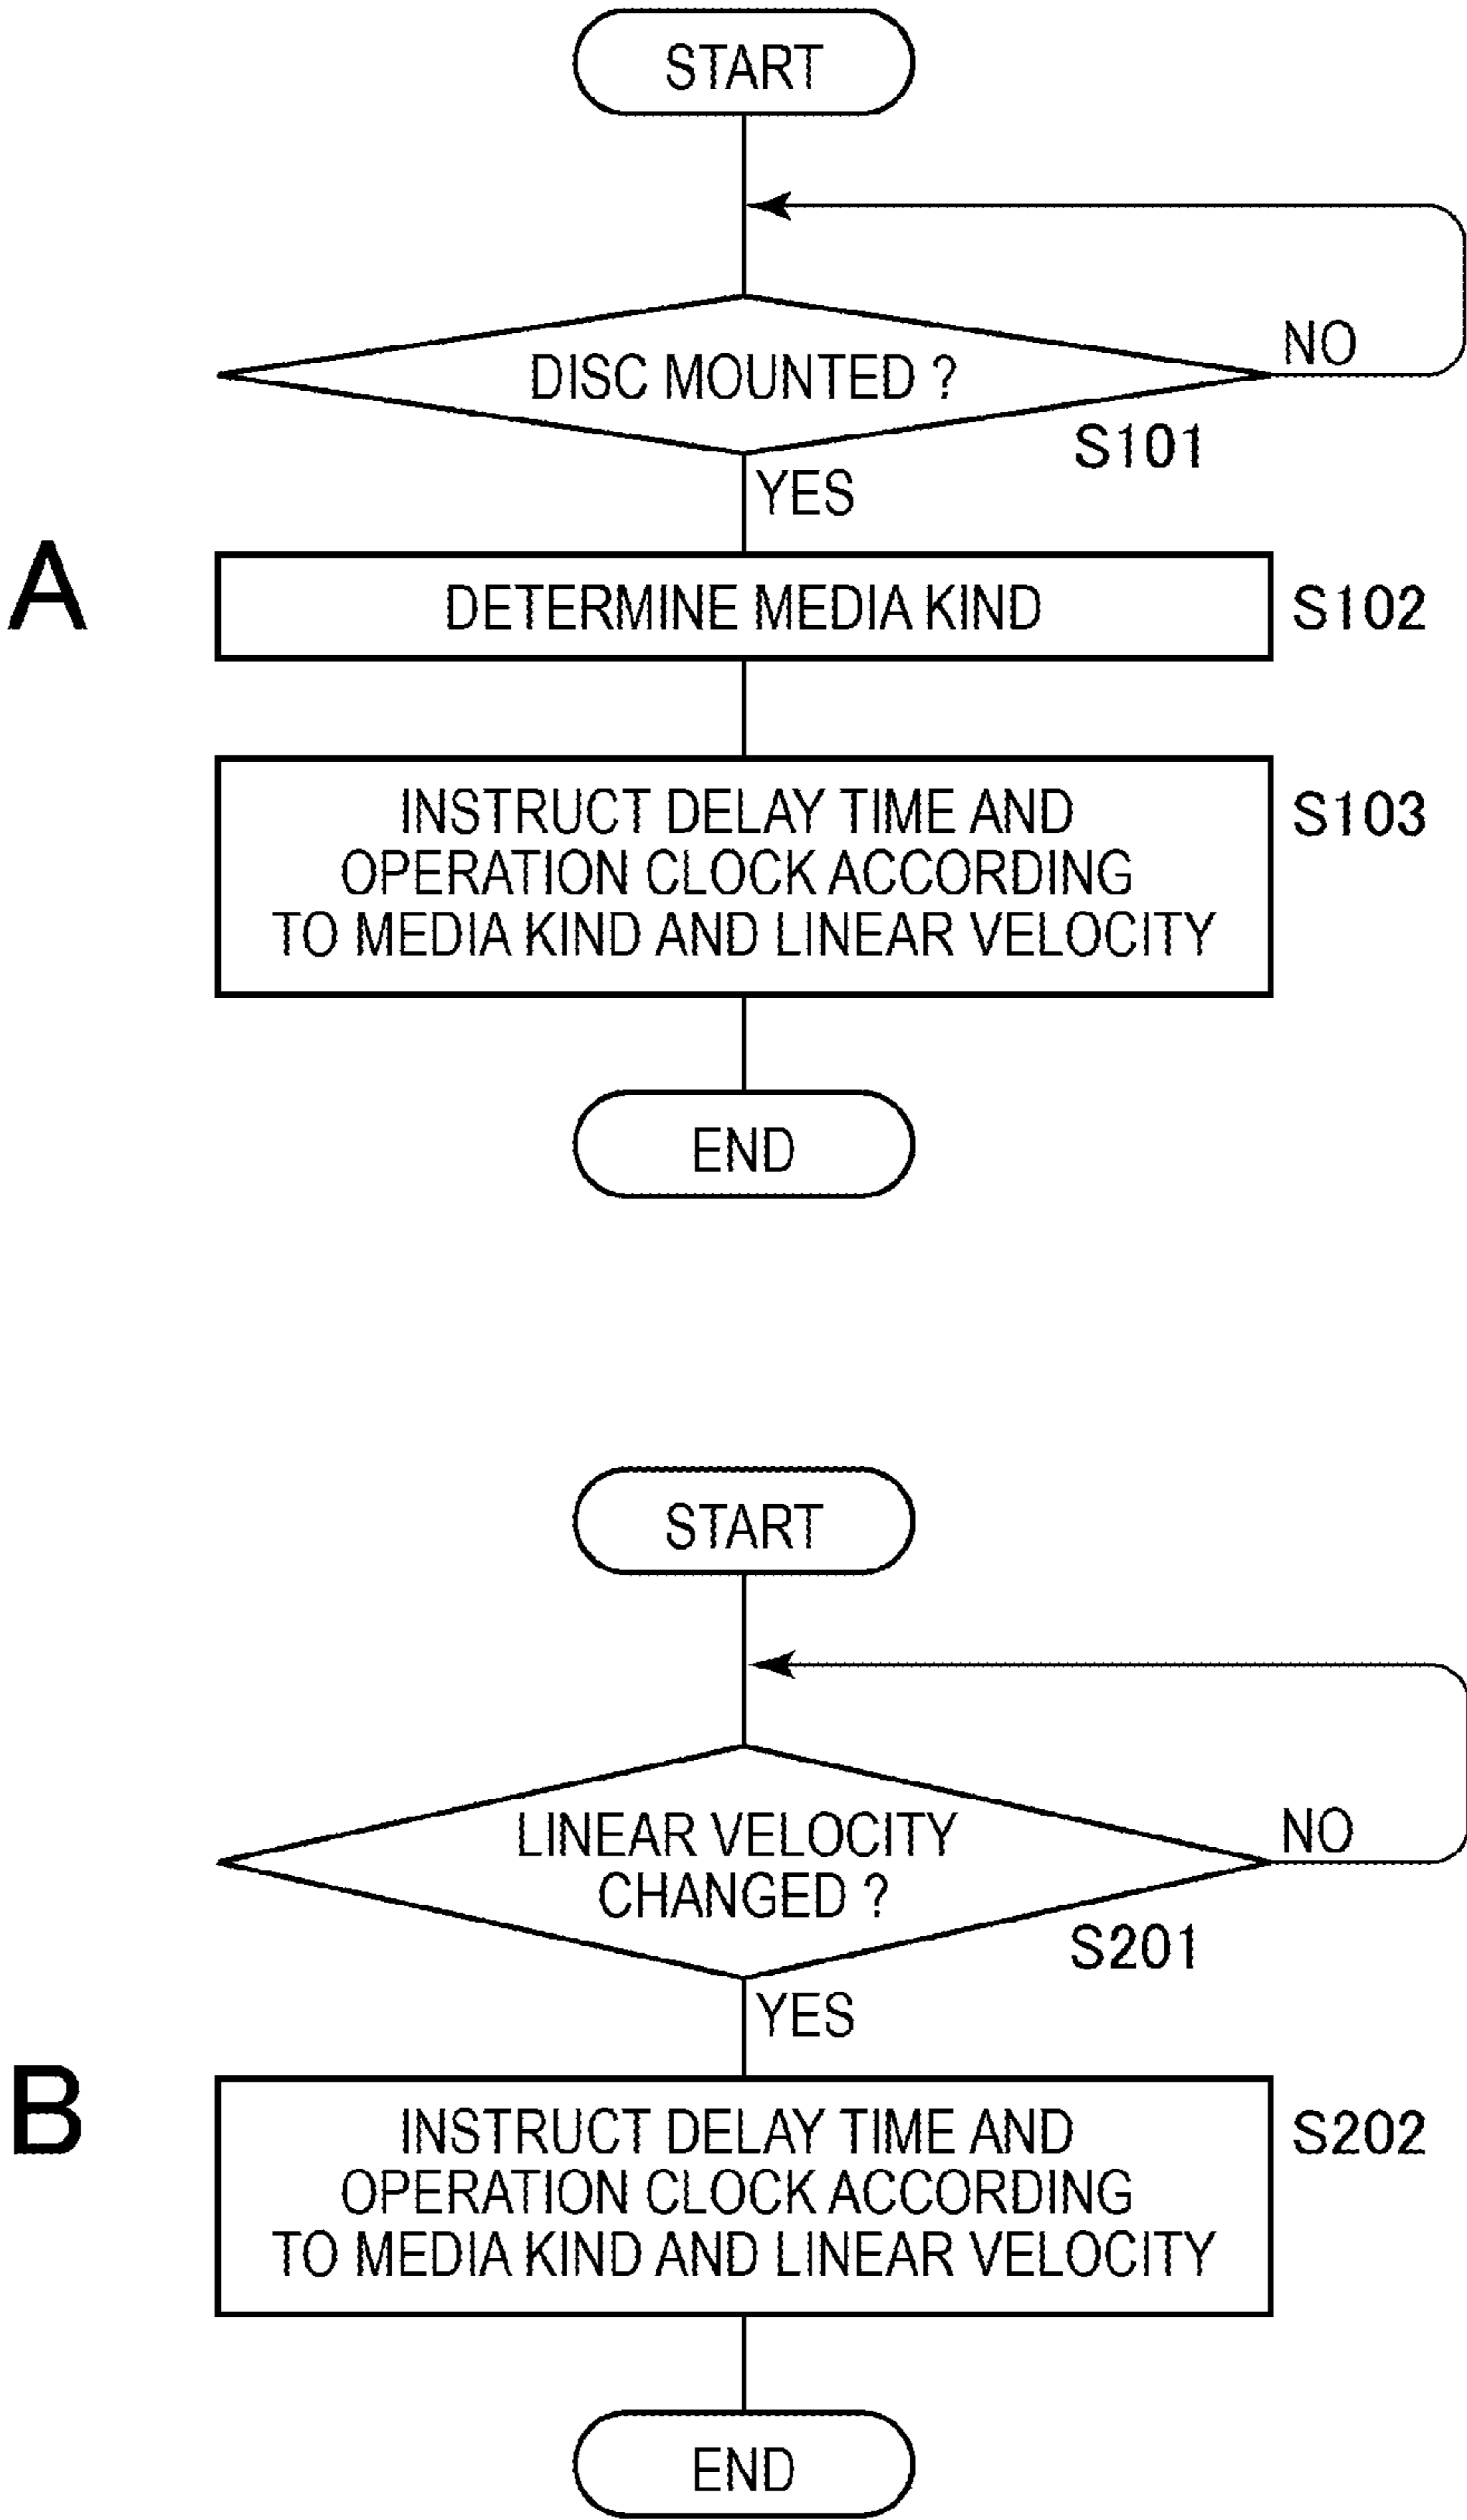 START
DISC MOUNTED ?
NO
S101
YES
A
DETERMINE MEDIA KIND
S102
INSTRUCT DELAY TIME AND
OPERATION CLOCK ACCORDING
TO MEDIA KIND AND LINEAR VELOCITY
S103
END
START
LINEAR VELOCITY
CHANGED ?
NO
S201
YES
B
INSTRUCT DELAY TIME AND
OPERATION CLOCK ACCORDING
TO MEDIA KIND AND LINEAR VELOCITY
S202
END